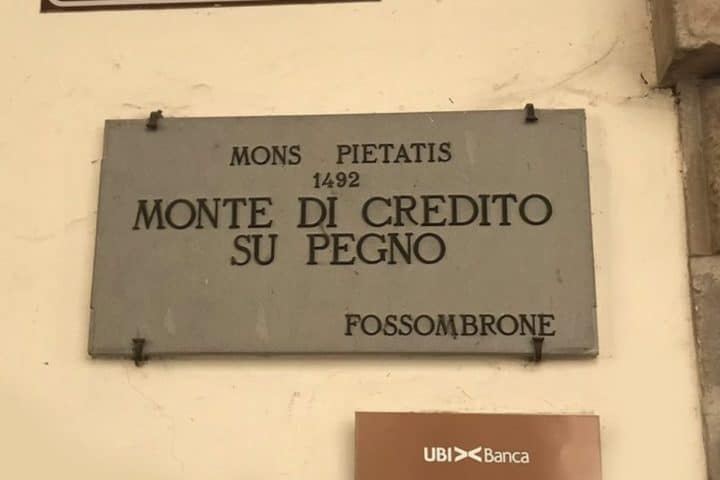 MONS PIETATIS
1492
MONTE DI CREDITO
SU PEGNO
FOSSOMBRONE
UBI Banca